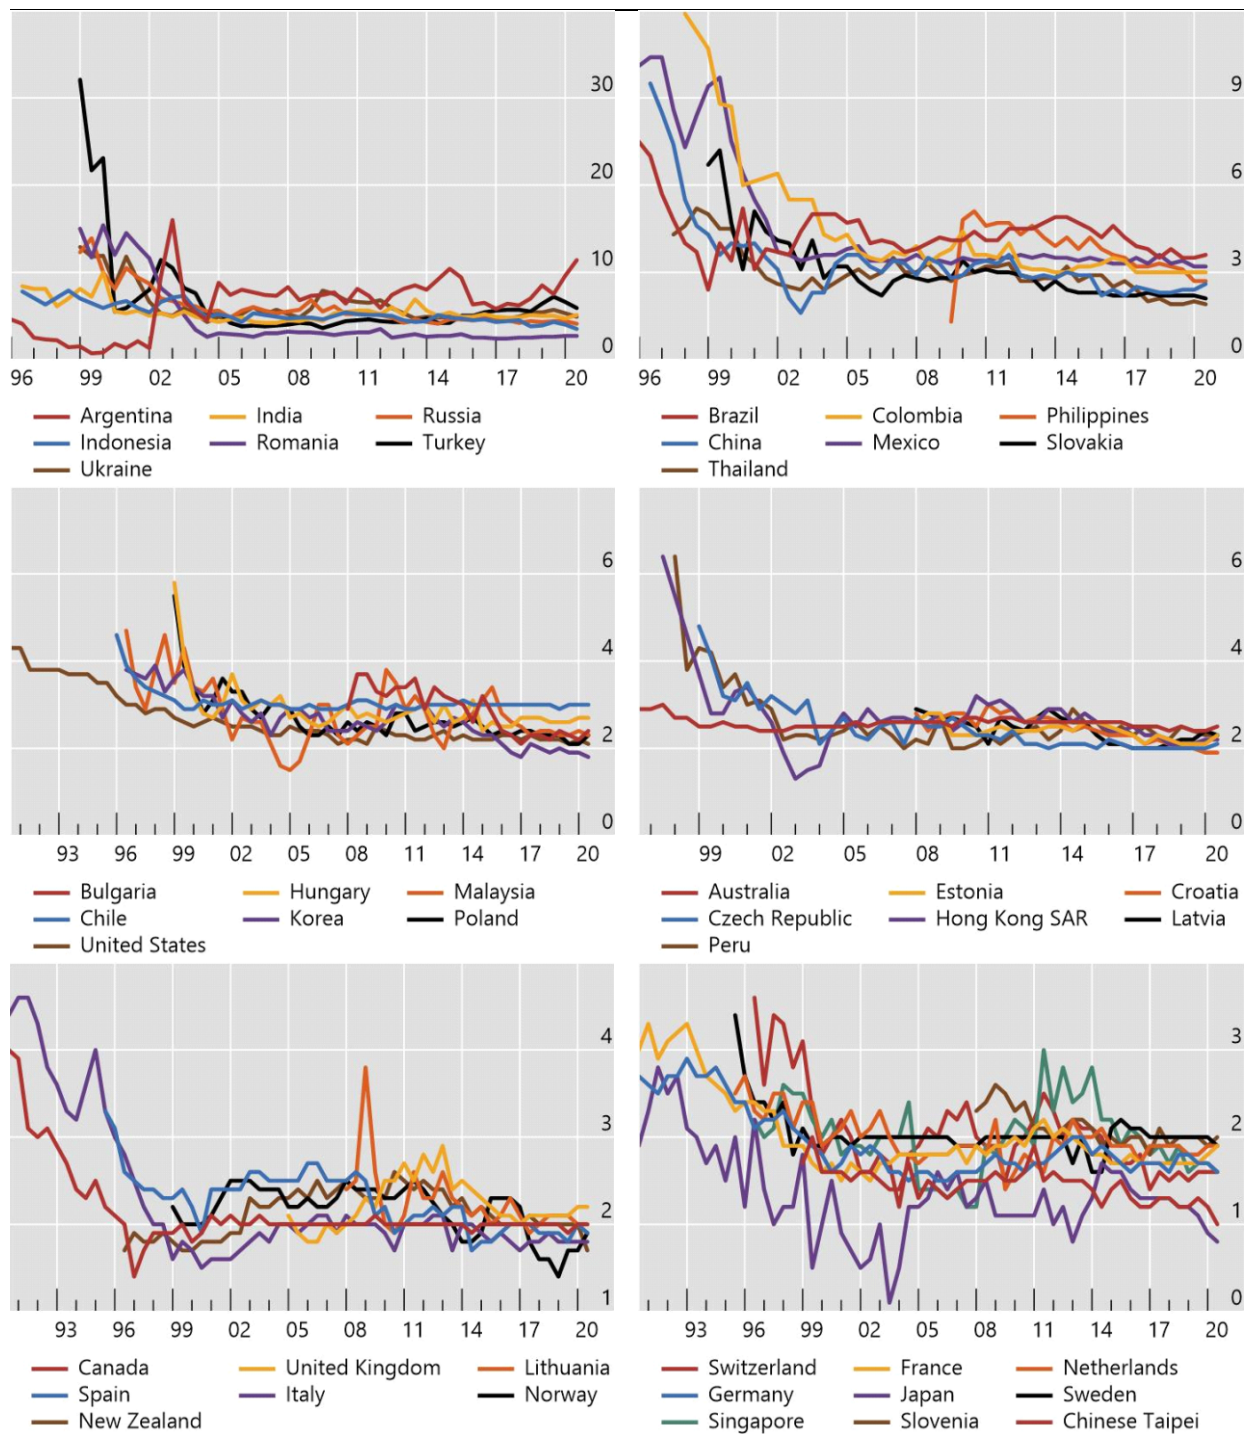 30
20
10
0
96 99 02 05 08 11 14 17 20
Argentina India Russia
Indonesia Romania Turkey
Ukraine
9
6
3
0
96 99 02 05 08 11 14 17 20
Brazil Colombia Philippines
China Mexico Slovakia
Thailand
6
4
2
0
93 96 99 02 05 08 11 14 17 20
Bulgaria Hungary Malaysia
Chile Korea Poland
United States
6
4
2
0
99 02 05 08 11 14 17 20
Australia Estonia Croatia
Czech Republic Hong Kong SAR Latvia
Peru
4
3
2
1
93 96 99 02 05 08 11 14 17 20
Canada United Kingdom Lithuania
Spain Italy Norway
New Zealand
3
2
1
0
93 96 99 02 05 08 11 14 17 20
Switzerland France Netherlands
Germany Japan Sweden
Singapore Slovenia Chinese Taipei